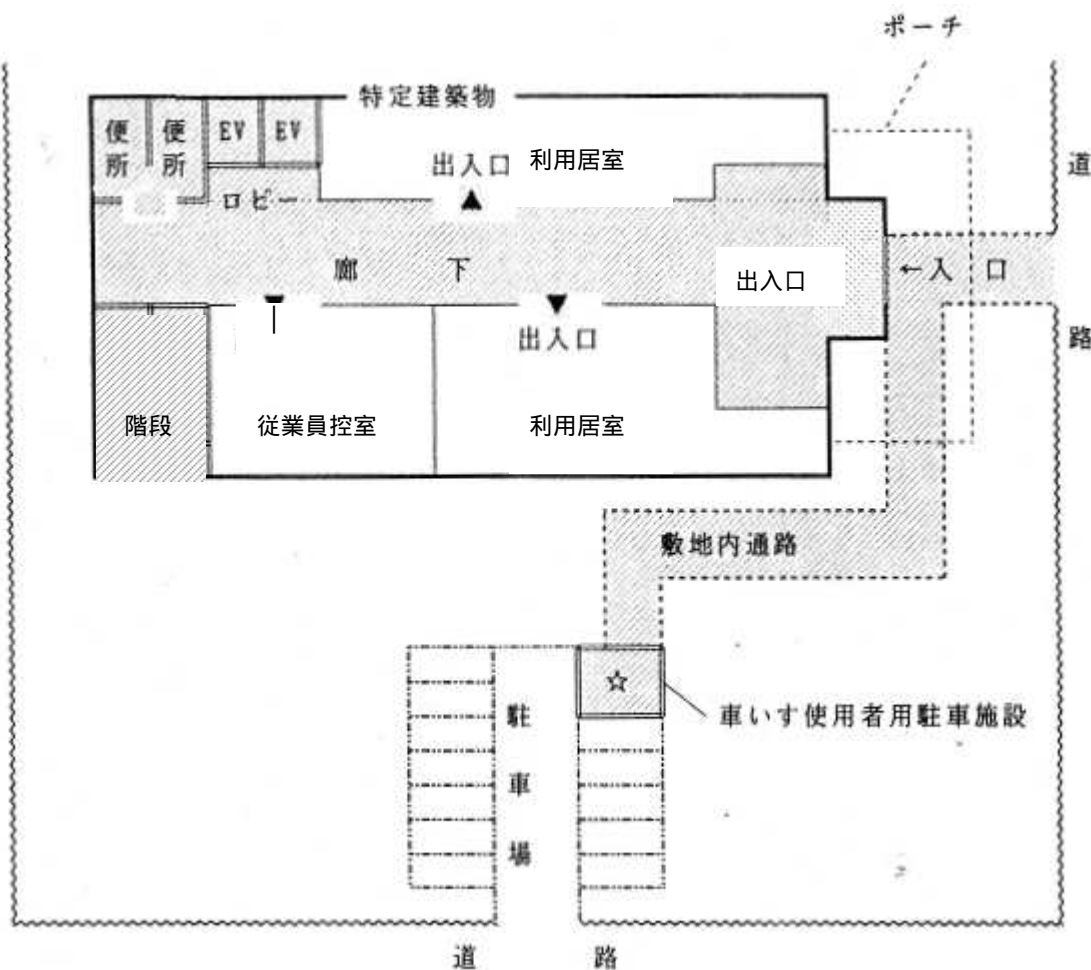 ポーチ
特定建築物
便所
便所
EV
EV
出入口
利用居室
道路
ロビー
廊下
出入口
←入口
出入口
階段
従業員控室
利用居室
敷地内通路
☆
車いす使用者用駐車施設
駐車場
道路